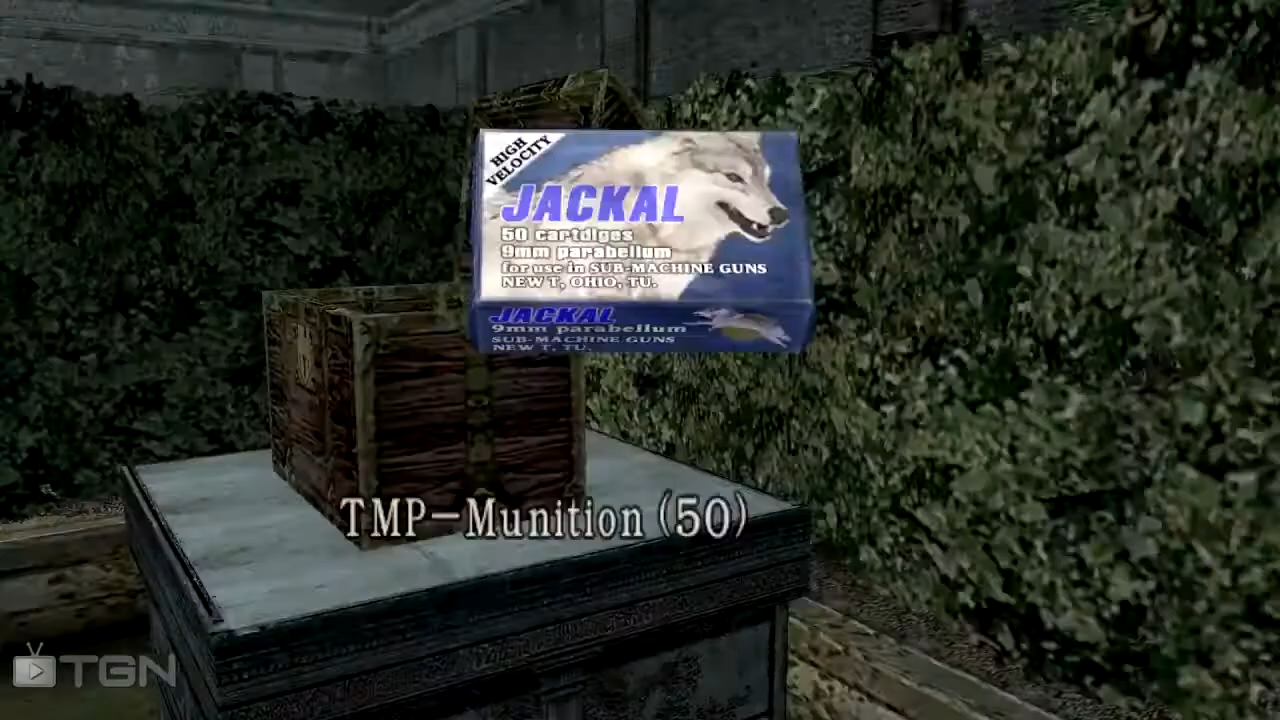 HIGH
VELOCITY
JACKAL
50 cartdiges
9mm parabellum
for use in SUB-MACHINE GUNS
NEW T, OHIO, TU.
JACKAL
9mm parabellum
SUB-MACHINE GUNS
NEW T, TU.
TMP-Munition (50)
TGN